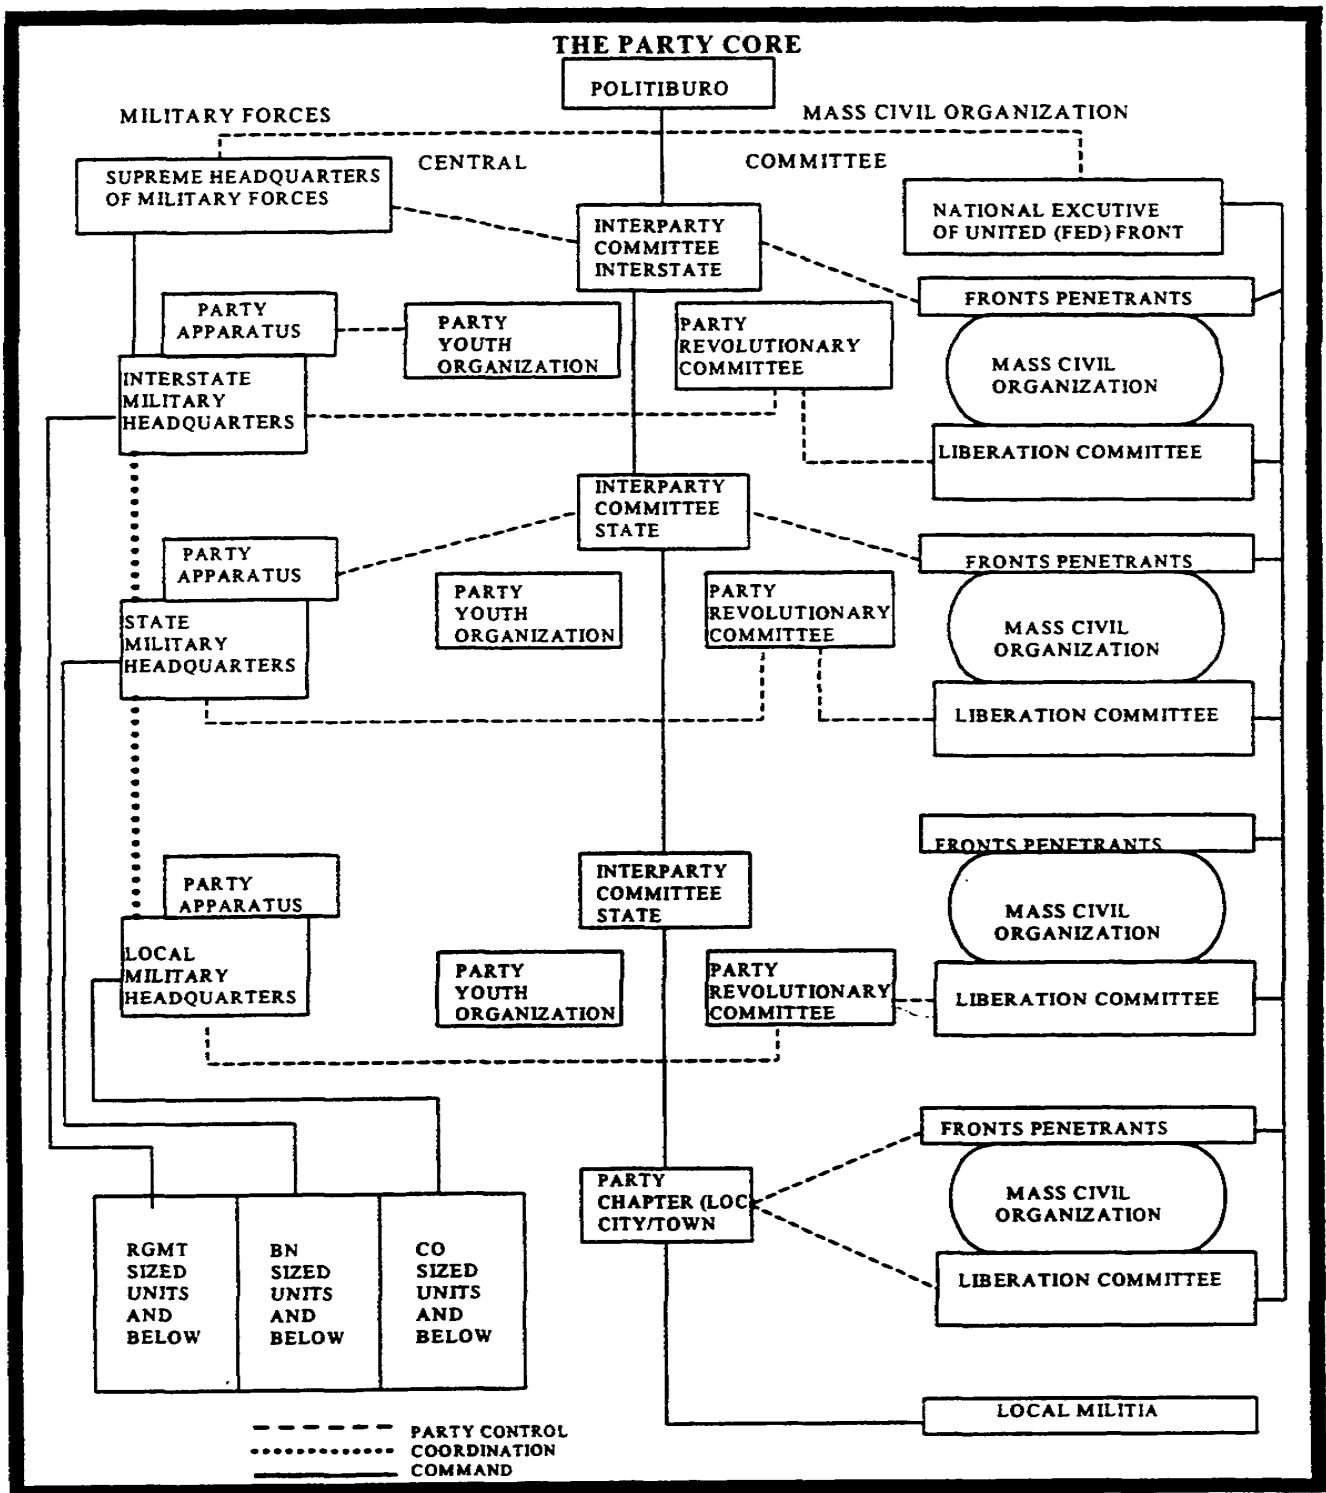 THE PARTY CORE
POLITIBURO
MILITARY FORCES
MASS CIVIL ORGANIZATION
CENTRAL
COMMITTEE
SUPREME HEADQUARTERS
OF MILITARY FORCES
NATIONAL EXCUTIVE
OF UNITED (FED) FRONT
INTERPARTY
COMMITTEE
INTERSTATE
FRONTS PENETRANTS
PARTY
APPARATUS
PARTY
YOUTH
ORGANIZATION
PARTY
REVOLUTIONARY
COMMITTEE
MASS CIVIL
ORGANIZATION
INTERSTATE
MILITARY
HEADQUARTERS
LIBERATION COMMITTEE
INTERPARTY
COMMITTEE
STATE
PARTY
APPARATUS
FRONTS PENETRANTS
PARTY
YOUTH
ORGANIZATION
PARTY
REVOLUTIONARY
COMMITTEE
STATE
MILITARY
HEADQUARTERS
MASS CIVIL
ORGANIZATION
LIBERATION COMMITTEE
FRONTS PENETRANTS
INTERPARTY
COMMITTEE
STATE
PARTY
APPARATUS
MASS CIVIL
ORGANIZATION
LOCAL
MILITARY
HEADQUARTERS
PARTY
YOUTH
ORGANIZATION
PARTY
REVOLUTIONARY
COMMITTEE
LIBERATION COMMITTEE
FRONTS PENETRANTS
PARTY
CHAPTER (LOC
CITY/TOWN
MASS CIVIL
ORGANIZATION
LIBERATION COMMITTEE
RGMT
SIZED
UNITS
AND
BELOW
BN
SIZED
UNITS
AND
BELOW
CO
SIZED
UNITS
AND
BELOW
LOCAL MILITIA
PARTY CONTROL
COORDINATION
COMMAND